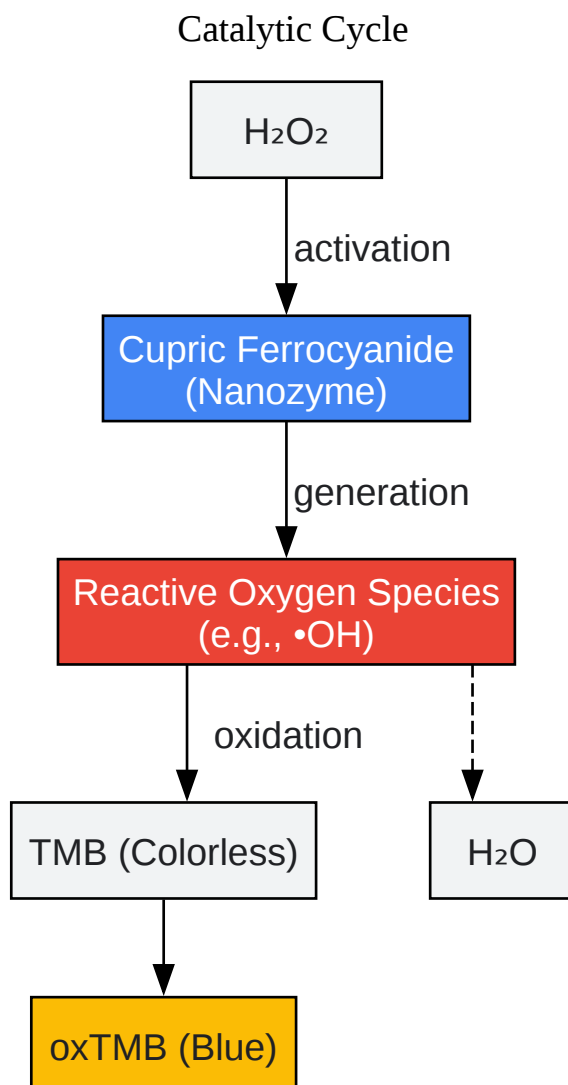 Catalytic Cycle
H₂O₂
activation
Cupric Ferrocyanide
(Nanozyme)
generation
Reactive Oxygen Species
(e.g., •OH)
oxidation
TMB (Colorless)
H₂O
oxTMB (Blue)